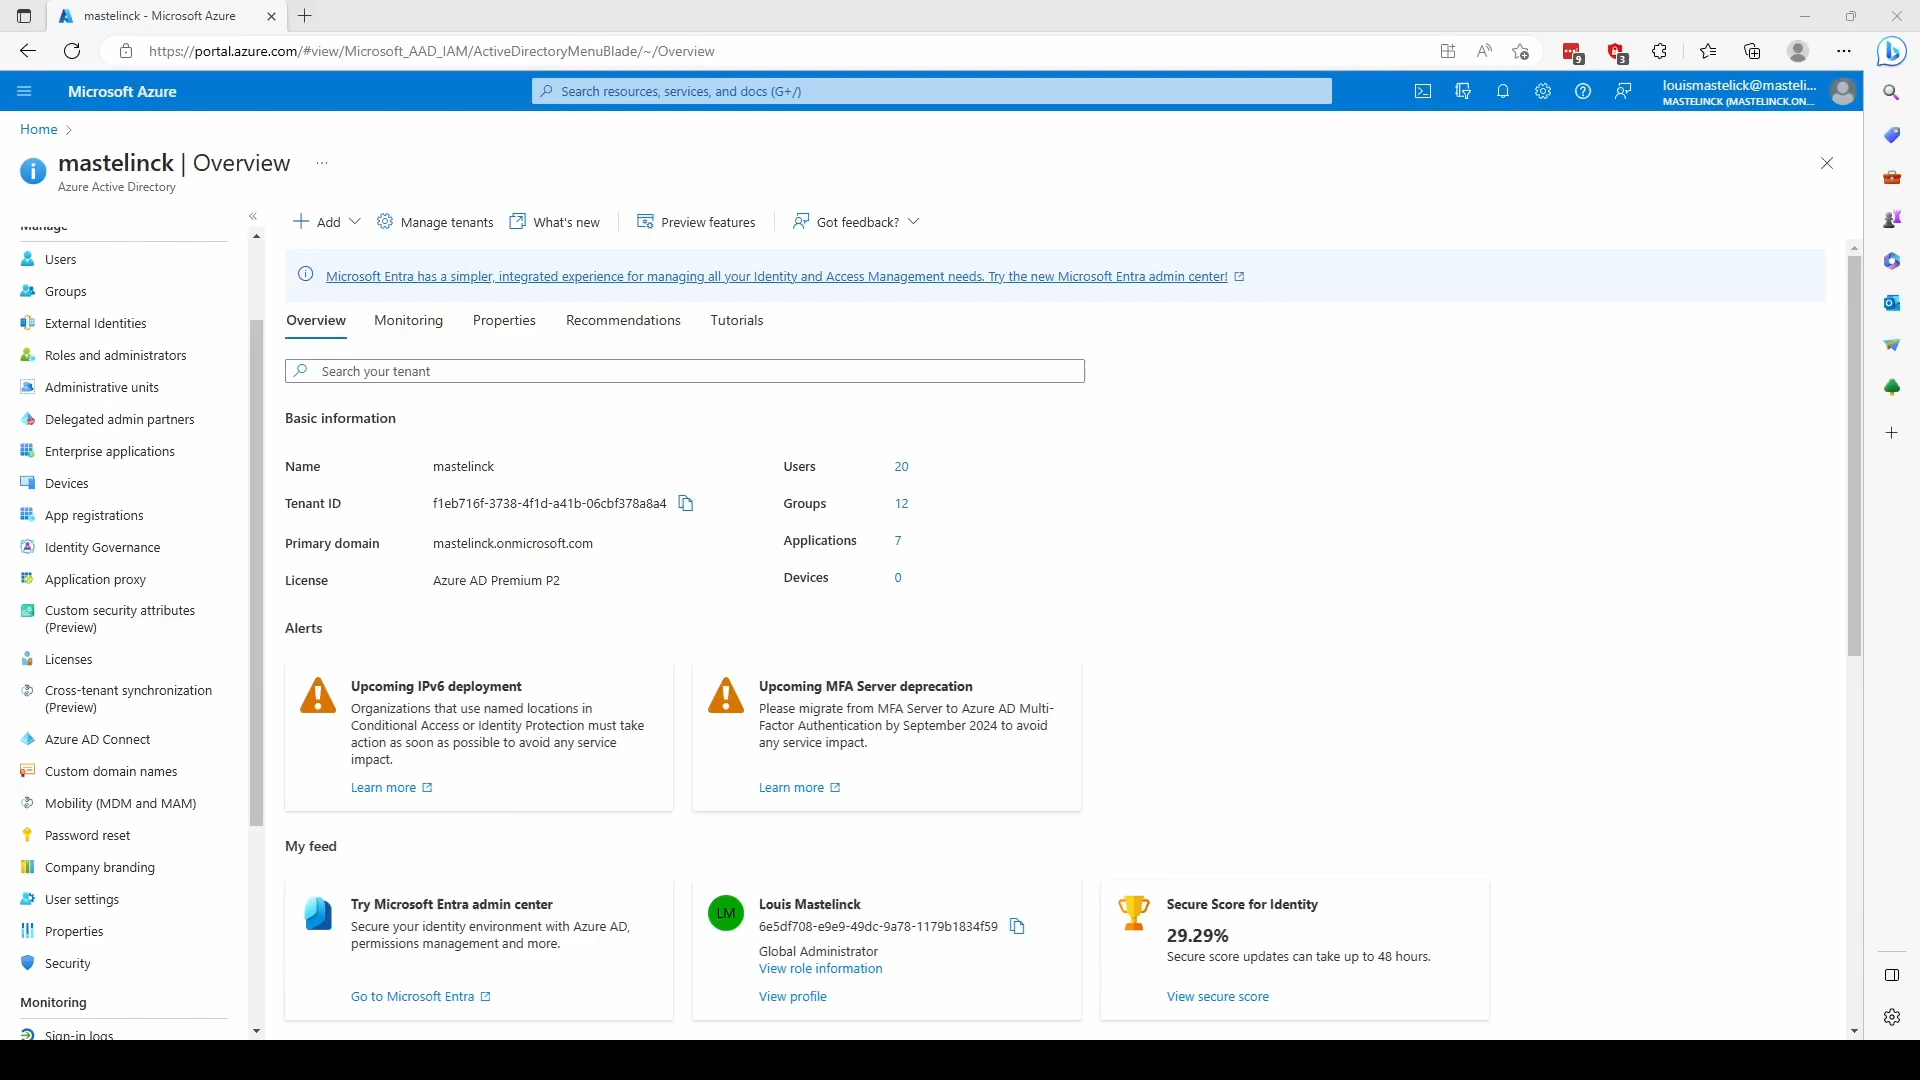 mastelinck - Microsoft Azure
https://portal.azure.com/#view/Microsoft_AAD_IAM/ActiveDirectoryMenuBlade/~/Overview
9
3
Microsoft Azure
Search resources, services, and docs (G+/)
louismastelick@masteli...
MASTELINCK (MASTELINCK.ON...
Home
mastelinck | Overview
Azure Active Directory
Manage
Users
Groups
External Identities
Roles and administrators
Administrative units
Delegated admin partners
Enterprise applications
Devices
App registrations
Identity Governance
Application proxy
Custom security attributes
(Preview)
Licenses
Cross-tenant synchronization
(Preview)
Azure AD Connect
Custom domain names
Mobility (MDM and MAM)
Password reset
Company branding
User settings
Properties
Security
Monitoring
Sign-in logs
Add
Manage tenants
What's new
Preview features
Got feedback?
Microsoft Entra has a simpler, integrated experience for managing all your Identity and Access Management needs. Try the new Microsoft Entra admin center!
Overview
Monitoring
Properties
Recommendations
Tutorials
Search your tenant
Basic information
Name mastelinck
Tenant ID f1eb716f-3738-4f1d-a41b-06cbf378a8a4
Primary domain mastelinck.onmicrosoft.com
License Azure AD Premium P2
Users 20
Groups 12
Applications 7
Devices 0
Alerts
Upcoming IPv6 deployment
Organizations that use named locations in
Conditional Access or Identity Protection must take
action as soon as possible to avoid any service
impact.
Learn more
Upcoming MFA Server deprecation
Please migrate from MFA Server to Azure AD Multi-
Factor Authentication by September 2024 to avoid
any service impact.
Learn more
My feed
Try Microsoft Entra admin center
Secure your identity environment with Azure AD,
permissions management and more.
Go to Microsoft Entra
LM
Louis Mastelinck
6e5df708-e9e9-49dc-9a78-1179b1834f59
Global Administrator
View role information
View profile
Secure Score for Identity
29.29%
Secure score updates can take up to 48 hours.
View secure score